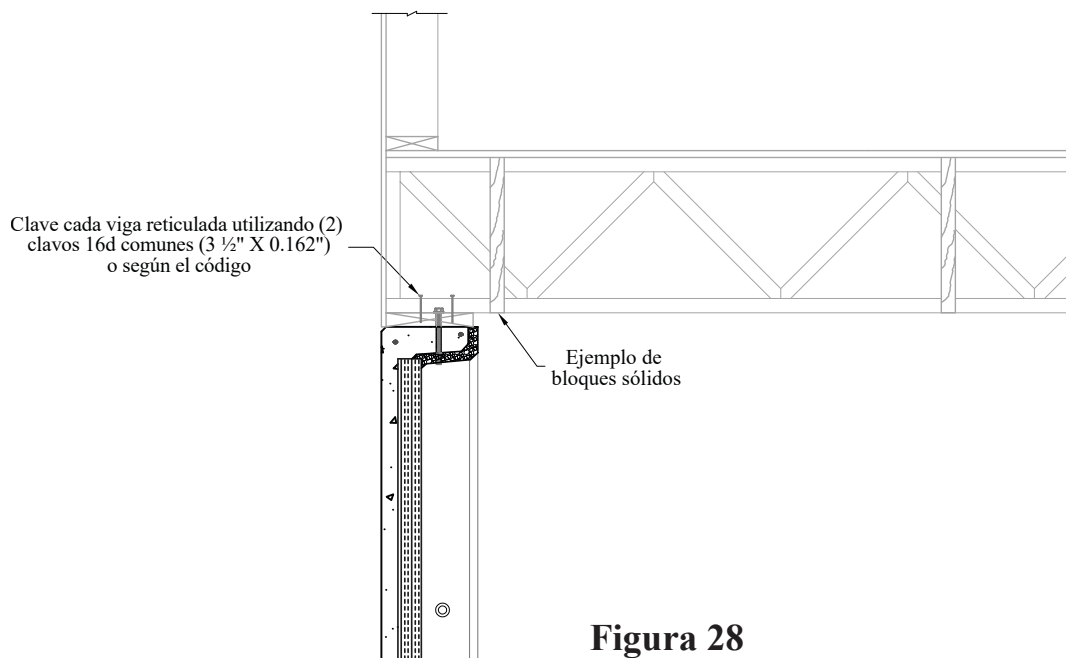 Clave cada viga reticulada utilizando (2)
clavos 16d comunes (3 ½" X 0.162")
o según el código
Ejemplo de
bloques sólidos
Figura 28